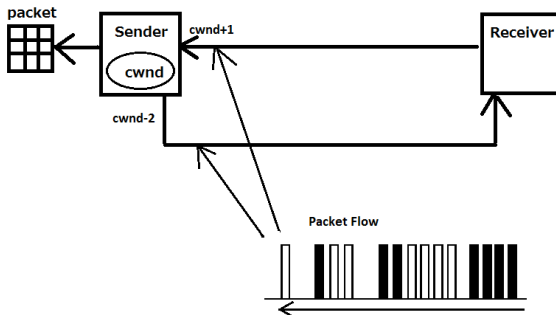 packet
Sender
cwnd+1
Receiver
cwnd
cwnd-2
Packet Flow